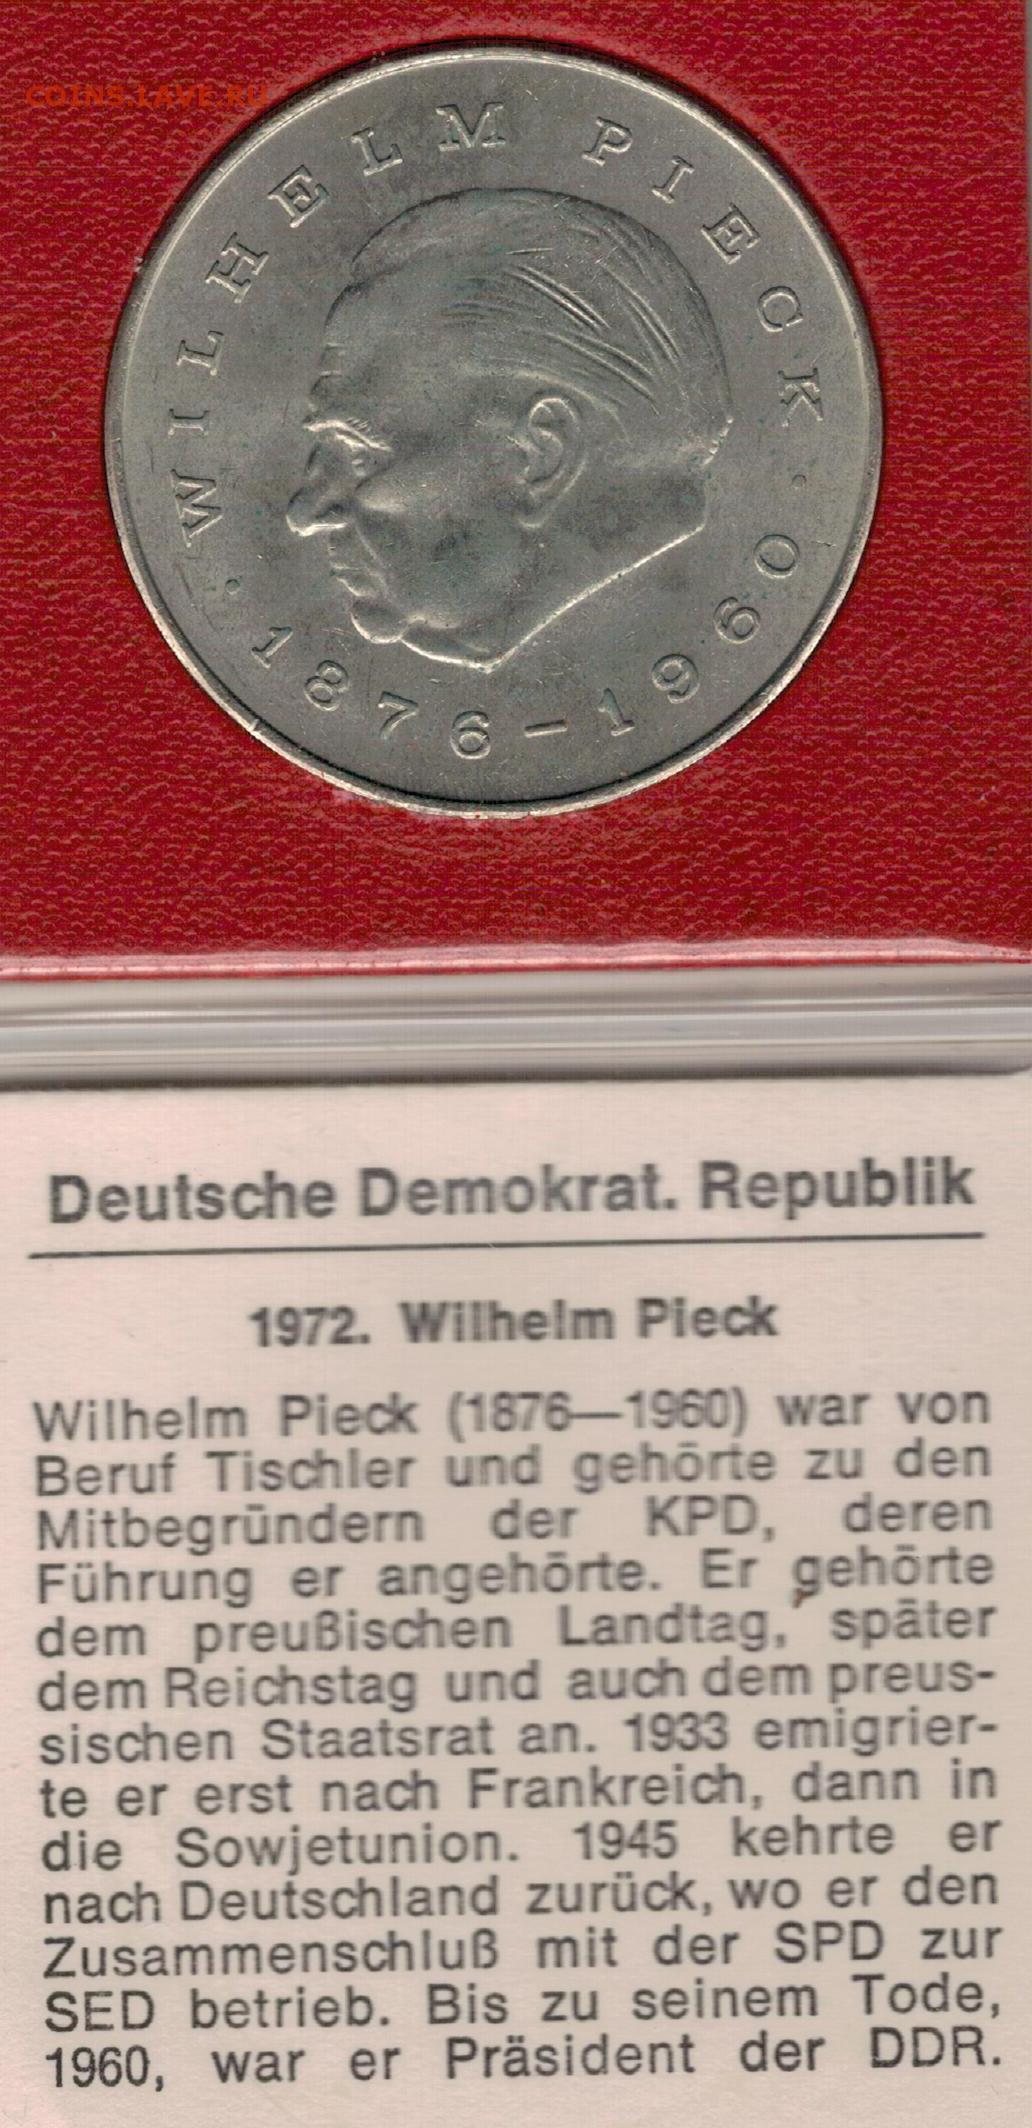 COINS.LAVE.RU
WILHELM PIECK
1876-1960
Deutsche Demokrat. Republik
1972. Wilhelm Pieck
Wilhelm Pieck (1876—1960) war von
Beruf Tischler und gehörte zu den
Mitbegründern der KPD, deren
Führung er angehörte. Er gehörte
dem preußischen Landtag, später
dem Reichstag und auch dem preus-
sischen Staatsrat an. 1933 emigrier-
te er erst nach Frankreich, dann in
die Sowjetunion. 1945 kehrte er
nach Deutschland zurück, wo er den
Zusammenschluß mit der SPD zur
SED betrieb. Bis zu seinem Tode,
1960, war er Präsident der DDR.